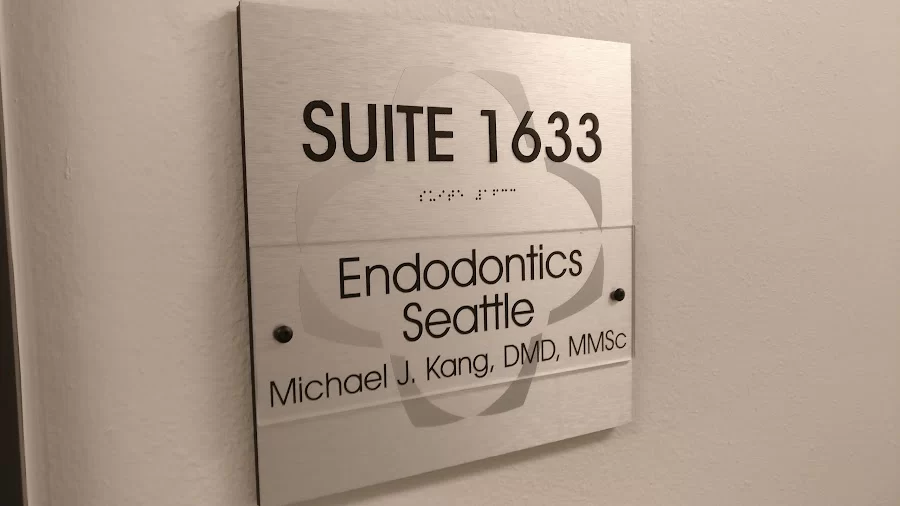 SUITE 1633
Endodontics
Seattle
Michael J. Kang, DMD, MMSc